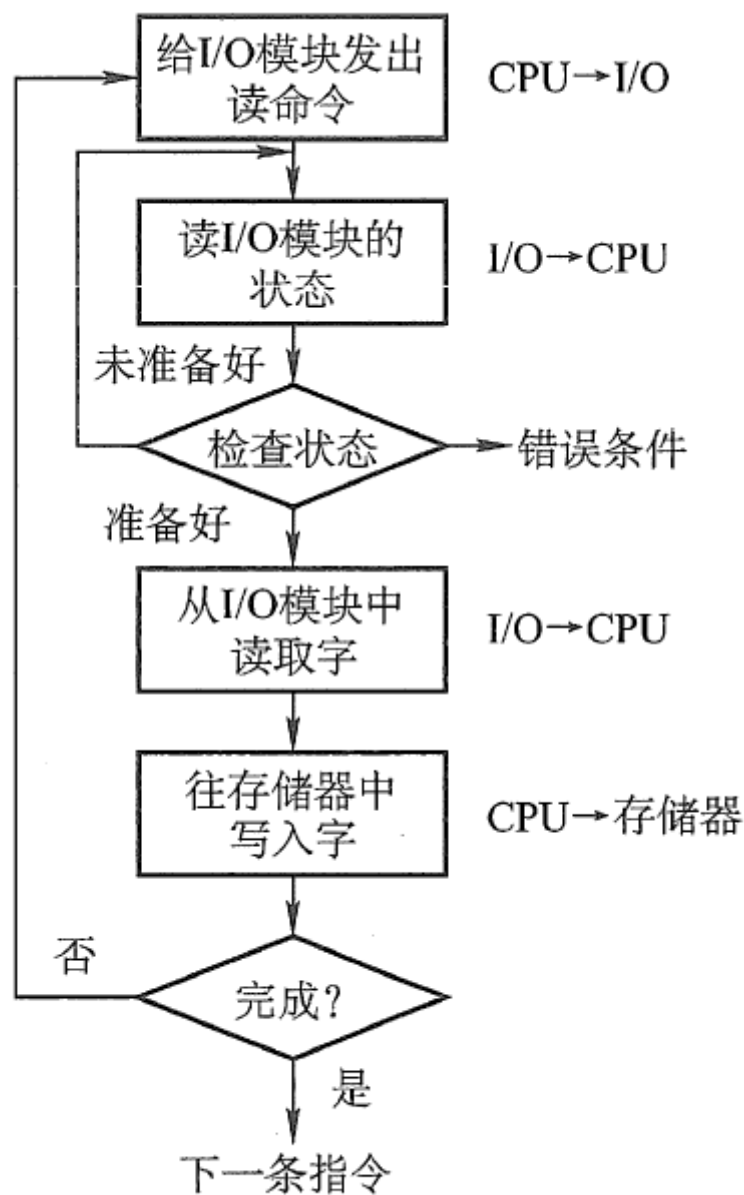 给I/O模块发出
读命令
CPU→I/O
读I/O模块的
状态
I/O→CPU
未准备好
检查状态
错误条件
准备好
从I/O模块中
读取字
I/O→CPU
往存储器中
写入字
CPU→存储器
否
完成?
是
下一条指令